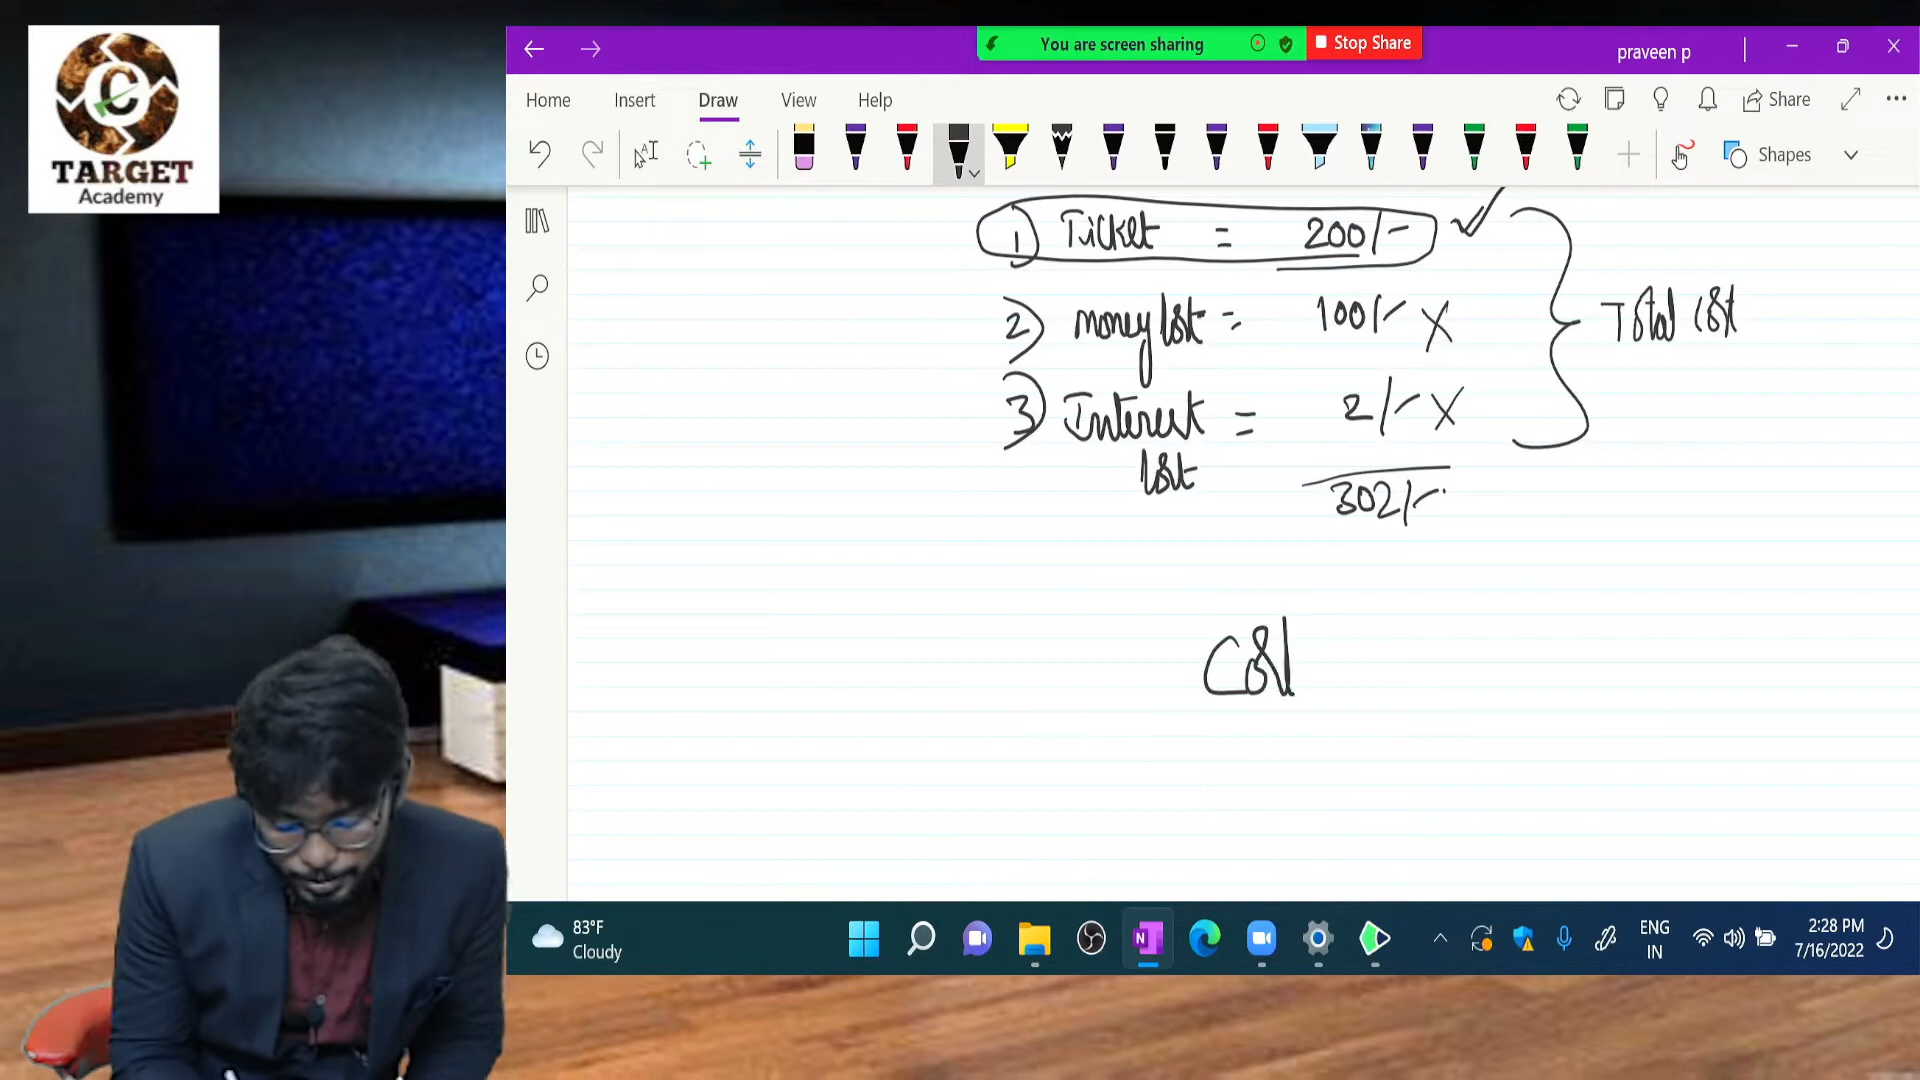 TARGET
Academy
You are screen sharing
Stop Share
praveen p
Home Insert Draw View Help
Share
Shapes
1) Ticket = 200/-
2) money lost = 100/- X
3) Interest lost = 2/- X
302/-
Total Cost
Cost
83°F
Cloudy
ENG
IN
2:28 PM
7/16/2022